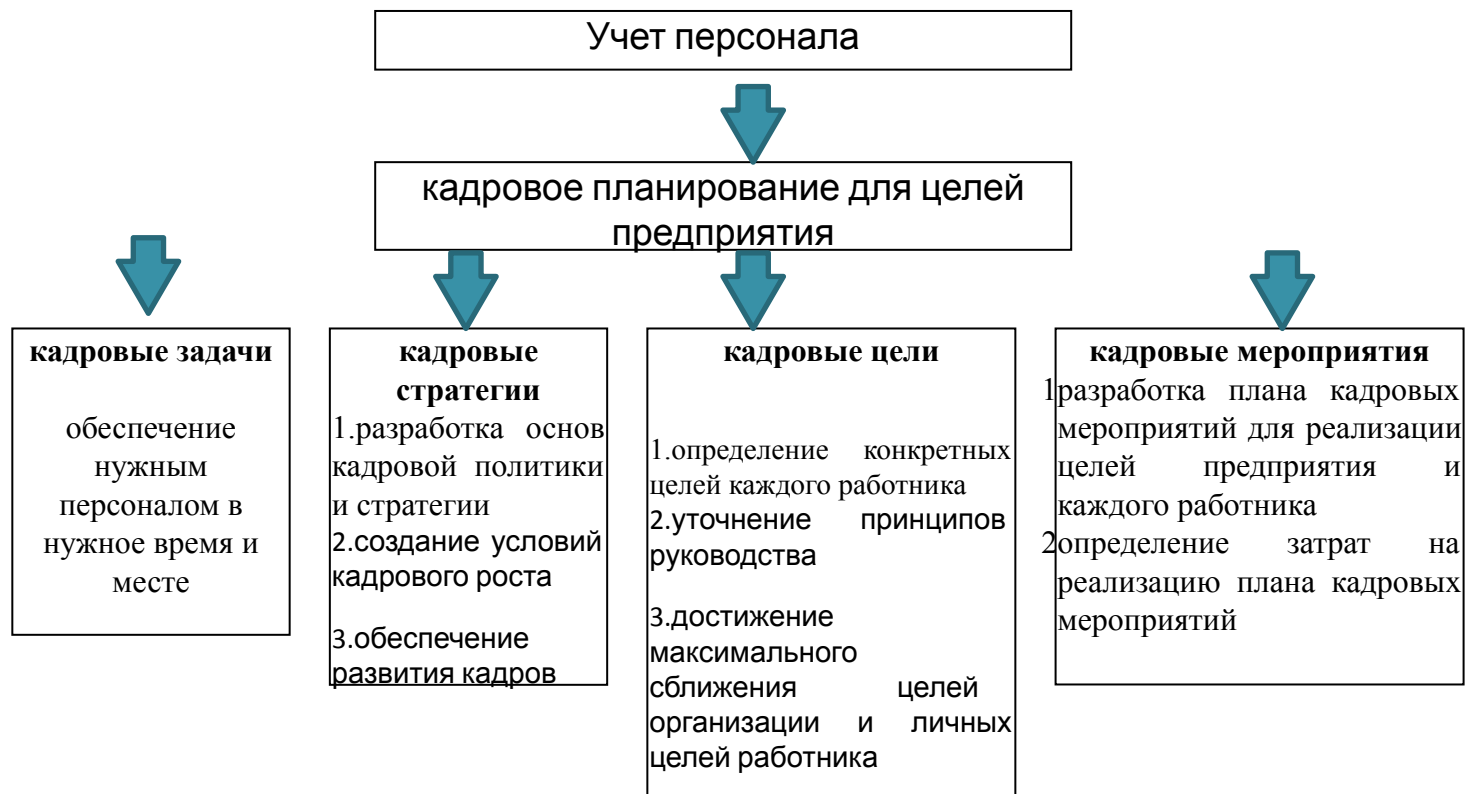 Учет персонала
кадровое планирование для целей
предприятия
кадровые задачи
обеспечение
нужным
персоналом в
нужное время и
месте
кадровые
стратегии
1.разработка основ
кадровой политики
и стратегии
2.создание условий
кадрового роста
3.обеспечение
развития кадров
кадровые цели
1.определение конкретных
целей каждого работника
2.уточнение принципов
руководства
3.достижение
максимального
сближения целей
организации и личных
целей работника
кадровые мероприятия
1разработка плана кадровых
мероприятий для реализации
целей предприятия и
каждого работника
2определение затрат на
реализацию плана кадровых
мероприятий